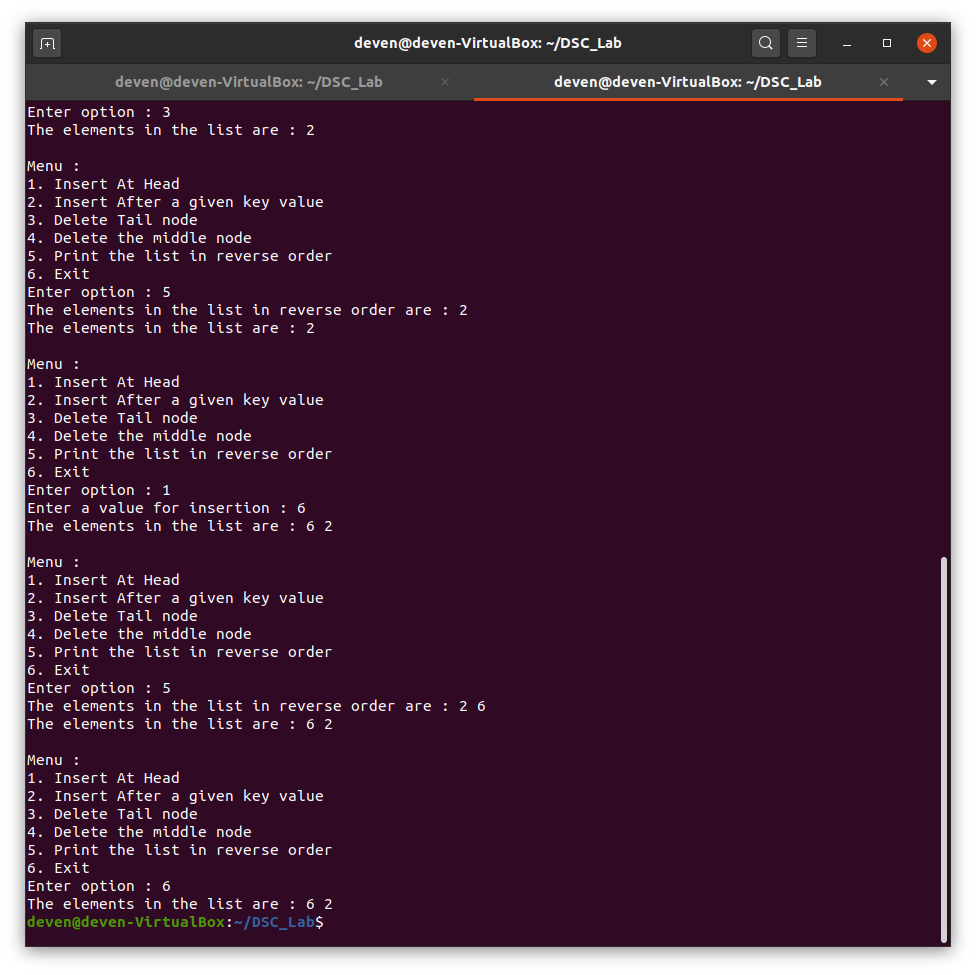 deven@deven-VirtualBox: ~/DSC_Lab
deven@deven-VirtualBox: ~/DSC_Lab
deven@deven-VirtualBox: ~/DSC_Lab
Enter option : 3
The elements in the list are : 2

Menu :
1. Insert At Head
2. Insert After a given key value
3. Delete Tail node
4. Delete the middle node
5. Print the list in reverse order
6. Exit
Enter option : 5
The elements in the list in reverse order are : 2
The elements in the list are : 2

Menu :
1. Insert At Head
2. Insert After a given key value
3. Delete Tail node
4. Delete the middle node
5. Print the list in reverse order
6. Exit
Enter option : 1
Enter a value for insertion : 6
The elements in the list are : 6 2

Menu :
1. Insert At Head
2. Insert After a given key value
3. Delete Tail node
4. Delete the middle node
5. Print the list in reverse order
6. Exit
Enter option : 5
The elements in the list in reverse order are : 2 6
The elements in the list are : 6 2

Menu :
1. Insert At Head
2. Insert After a given key value
3. Delete Tail node
4. Delete the middle node
5. Print the list in reverse order
6. Exit
Enter option : 6
The elements in the list are : 6 2
deven@deven-VirtualBox:~/DSC_Lab$